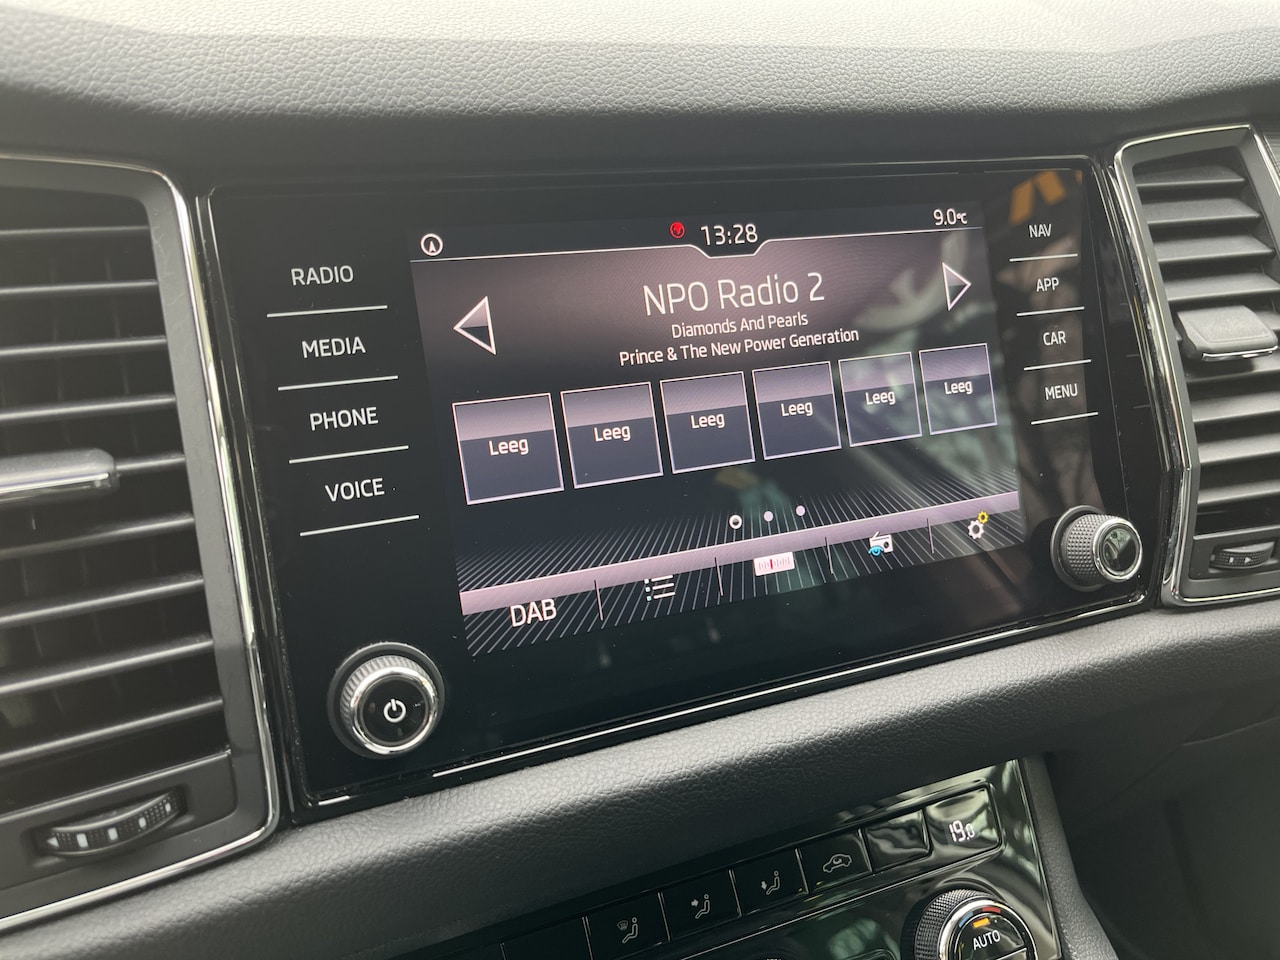 RADIO
MEDIA
PHONE
VOICE
13:28
9.0°C
NPO Radio 2
Diamonds And Pearls
Prince & The New Power Generation
Leeg Leeg Leeg Leeg Leeg Leeg
DAB
NAV
APP
CAR
MENU
19.0
AUTO